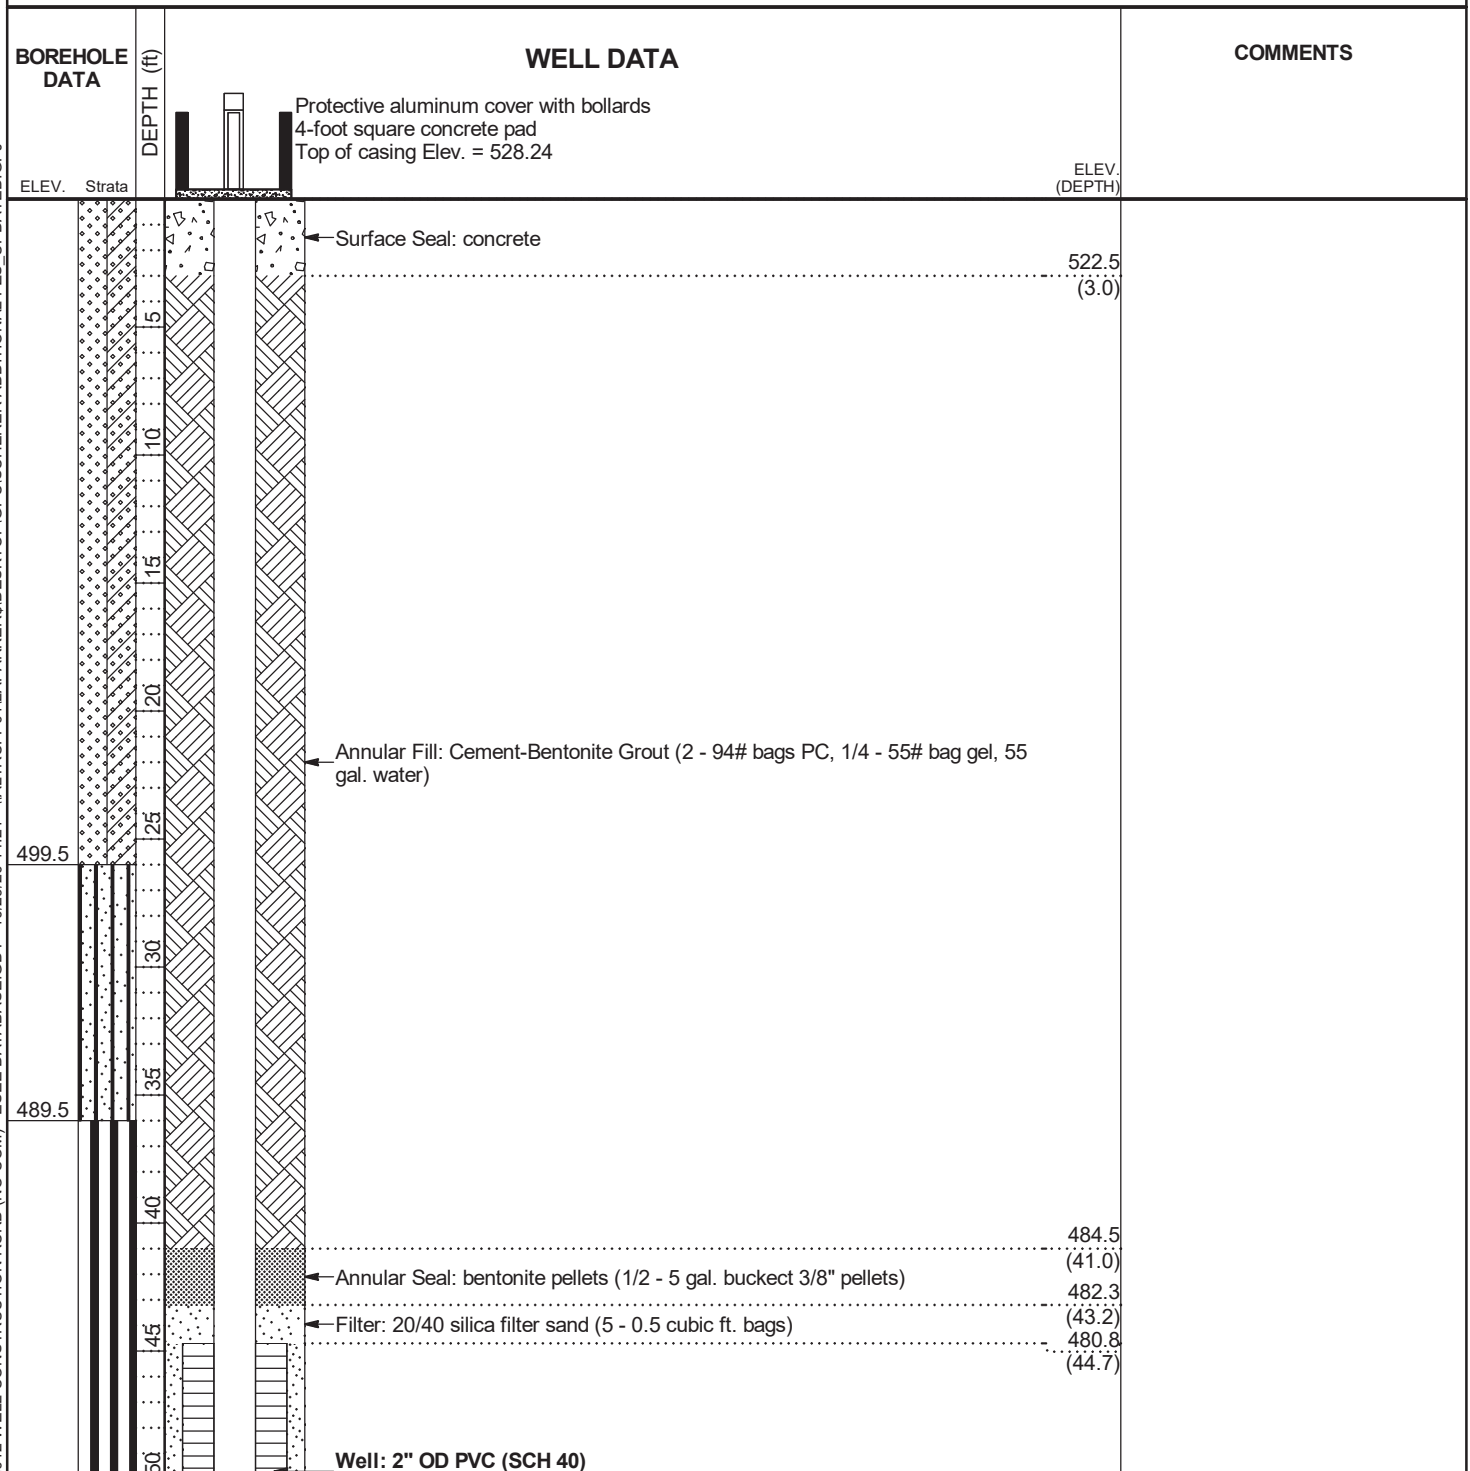 BOREHOLE
DATA
DEPTH (ft)
WELL DATA
COMMENTS
Protective aluminum cover with bollards
4-foot square concrete pad
Top of casing Elev. = 528.24
ELEV. Strata
ELEV.
(DEPTH)
Surface Seal: concrete
522.5
(3.0)
5
10
15
20
Annular Fill: Cement-Bentonite Grout (2 - 94# bags PC, 1/4 - 55# bag gel, 55
gal. water)
25
499.5
30
35
489.5
40
484.5
(41.0)
Annular Seal: bentonite pellets (1/2 - 5 gal. buckect 3/8" pellets)
482.3
(43.2)
Filter: 20/40 silica filter sand (5 - 0.5 cubic ft. bags)
45
480.8
(44.7)
Well: 2" OD PVC (SCH 40)
50